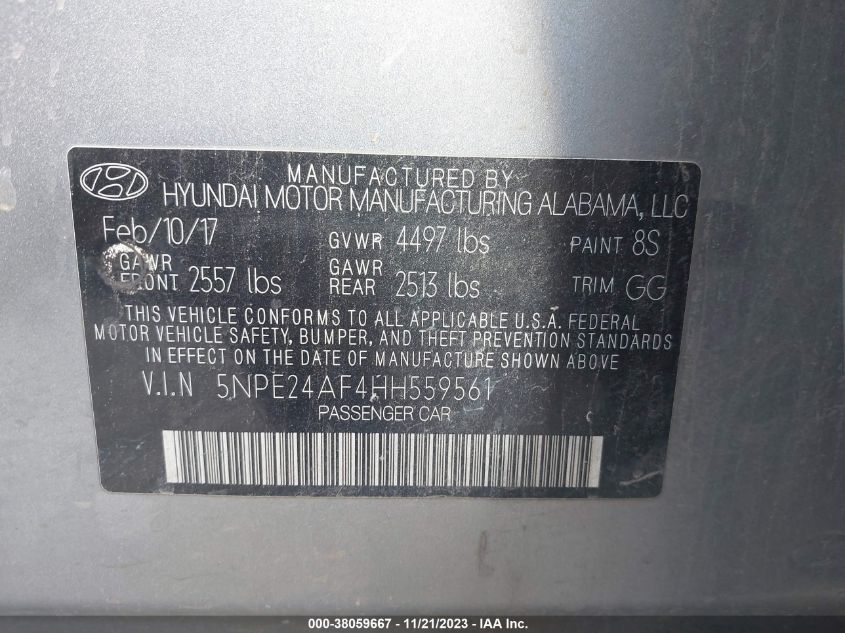 MANUFACTURED BY
HYUNDAI MOTOR MANUFACTURING ALABAMA, LLC
Feb/10/17 GVWR 4497 lbs PAINT 8S
GAWR FRONT 2557 lbs GAWR REAR 2513 lbs TRIM GG
THIS VEHICLE CONFORMS TO ALL APPLICABLE U.S.A. FEDERAL
MOTOR VEHICLE SAFETY, BUMPER, AND THEFT PREVENTION STANDARDS
IN EFFECT ON THE DATE OF MANUFACTURE SHOWN ABOVE.
V.I.N 5NPE24AF4HH559561
PASSENGER CAR
000-38059667 - 11/21/2023 - IAA Inc.